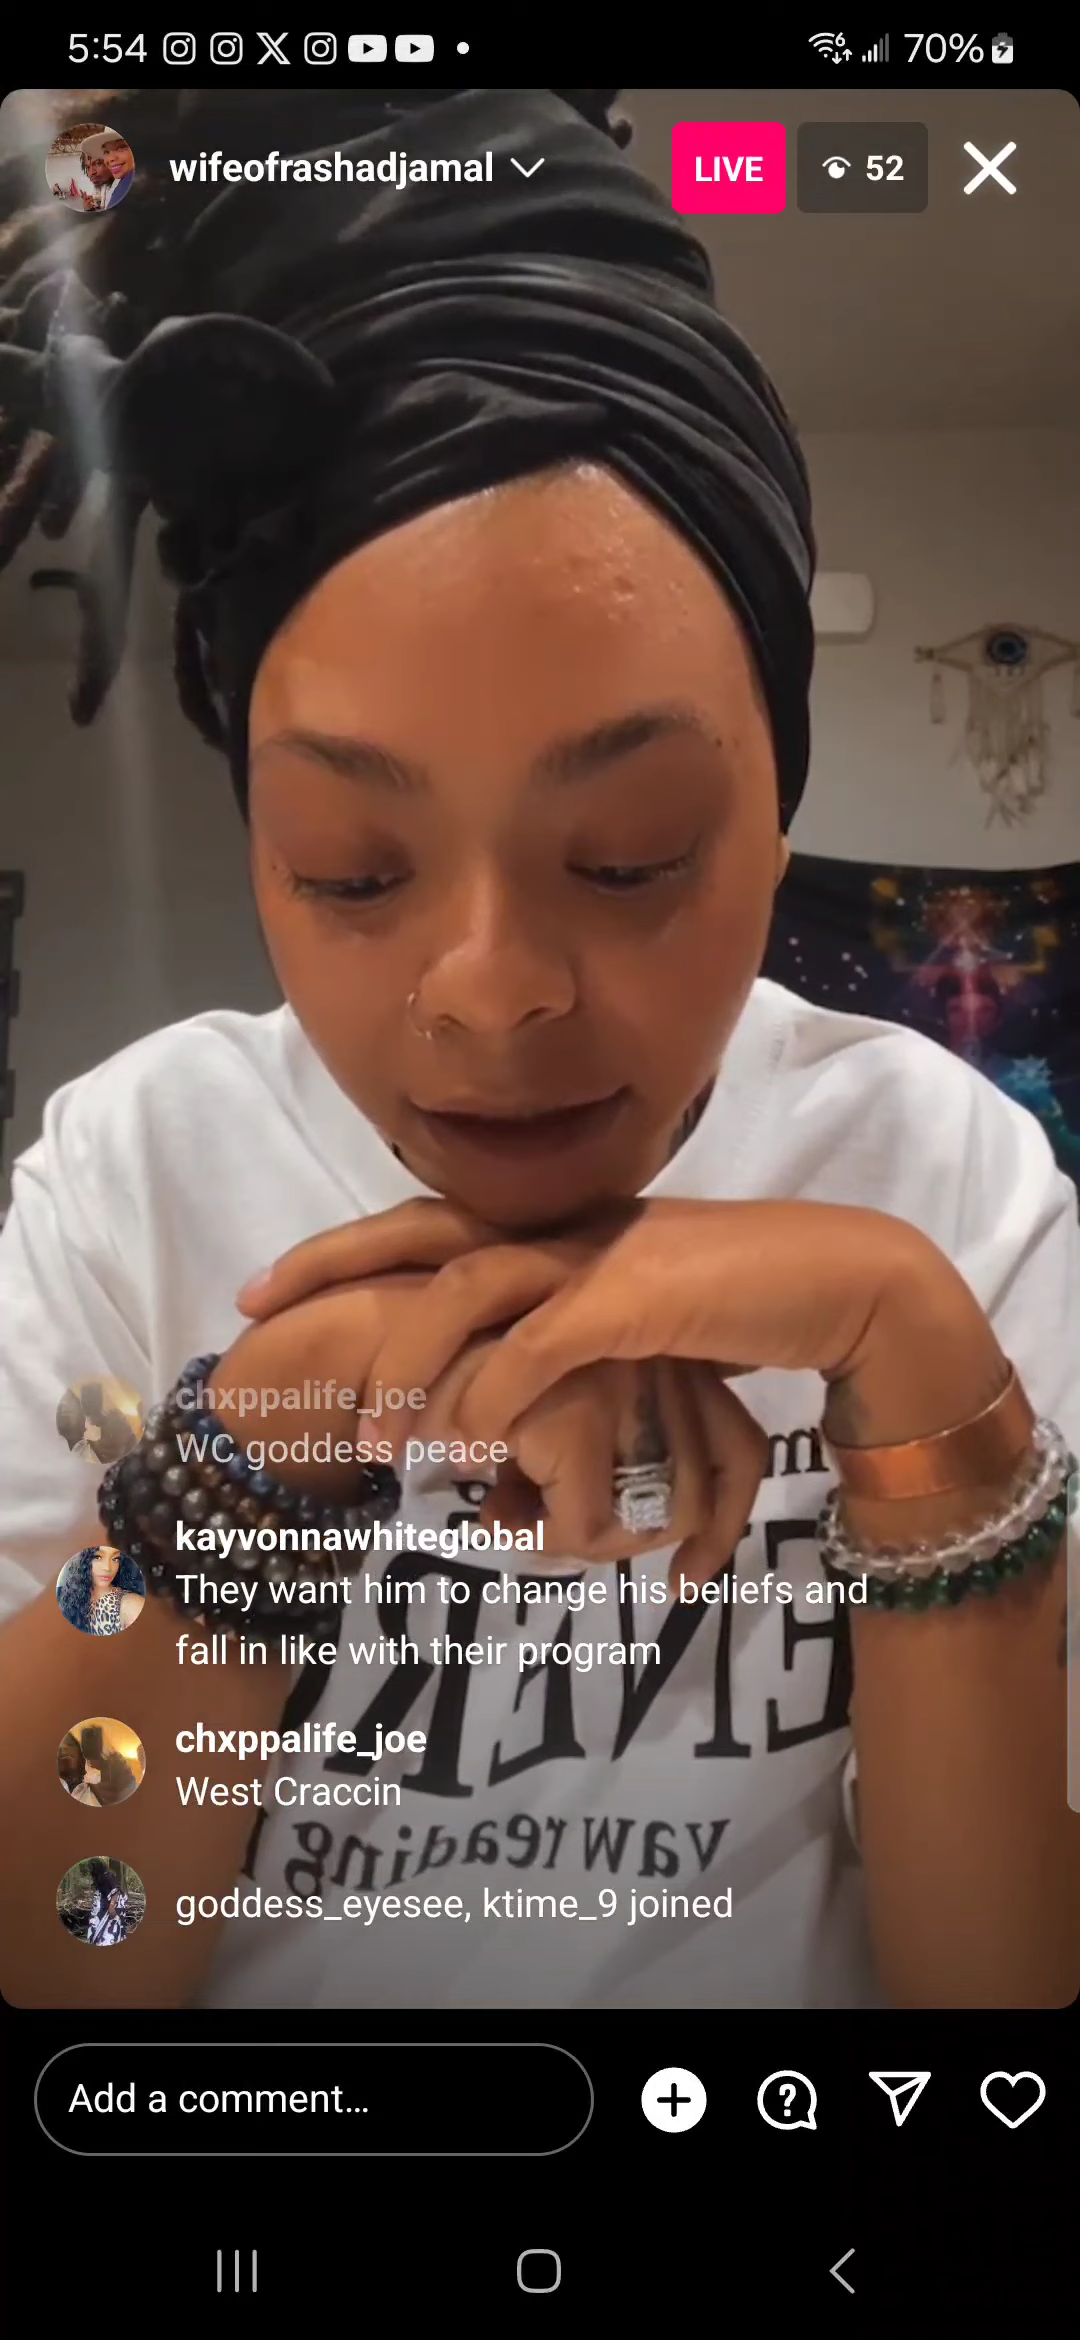 5:54
70%
wifeofrashadjamal
LIVE
52
chxppalife_joe
WC goddess peace
kayvonnawhiteglobal
They want him to change his beliefs and
fall in like with their program
chxppalife_joe
West Craccin
goddess_eyesee, ktime_9 joined
Add a comment...